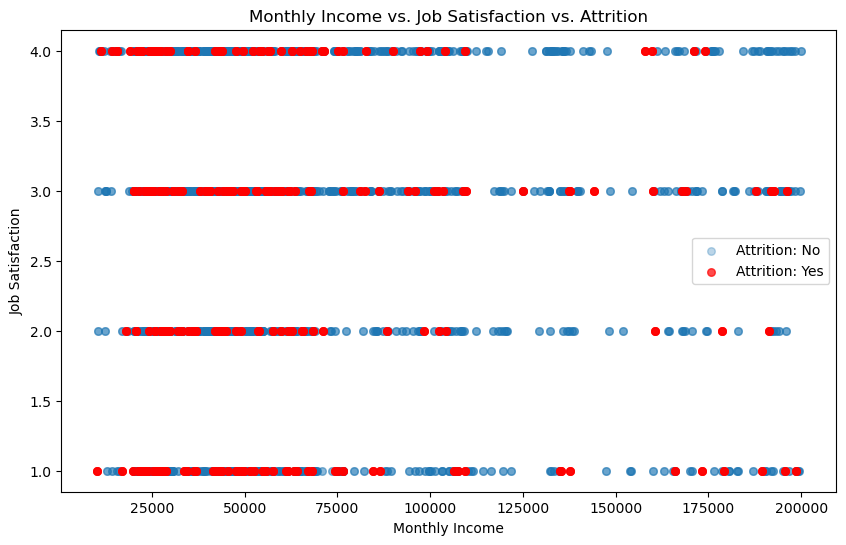 Monthly Income vs. Job Satisfaction vs. Attrition
4.0
3.5
3.0
2.5
2.0
1.5
1.0
Job Satisfaction
Attrition: No
Attrition: Yes
25000 50000 75000 100000 125000 150000 175000 200000
Monthly Income